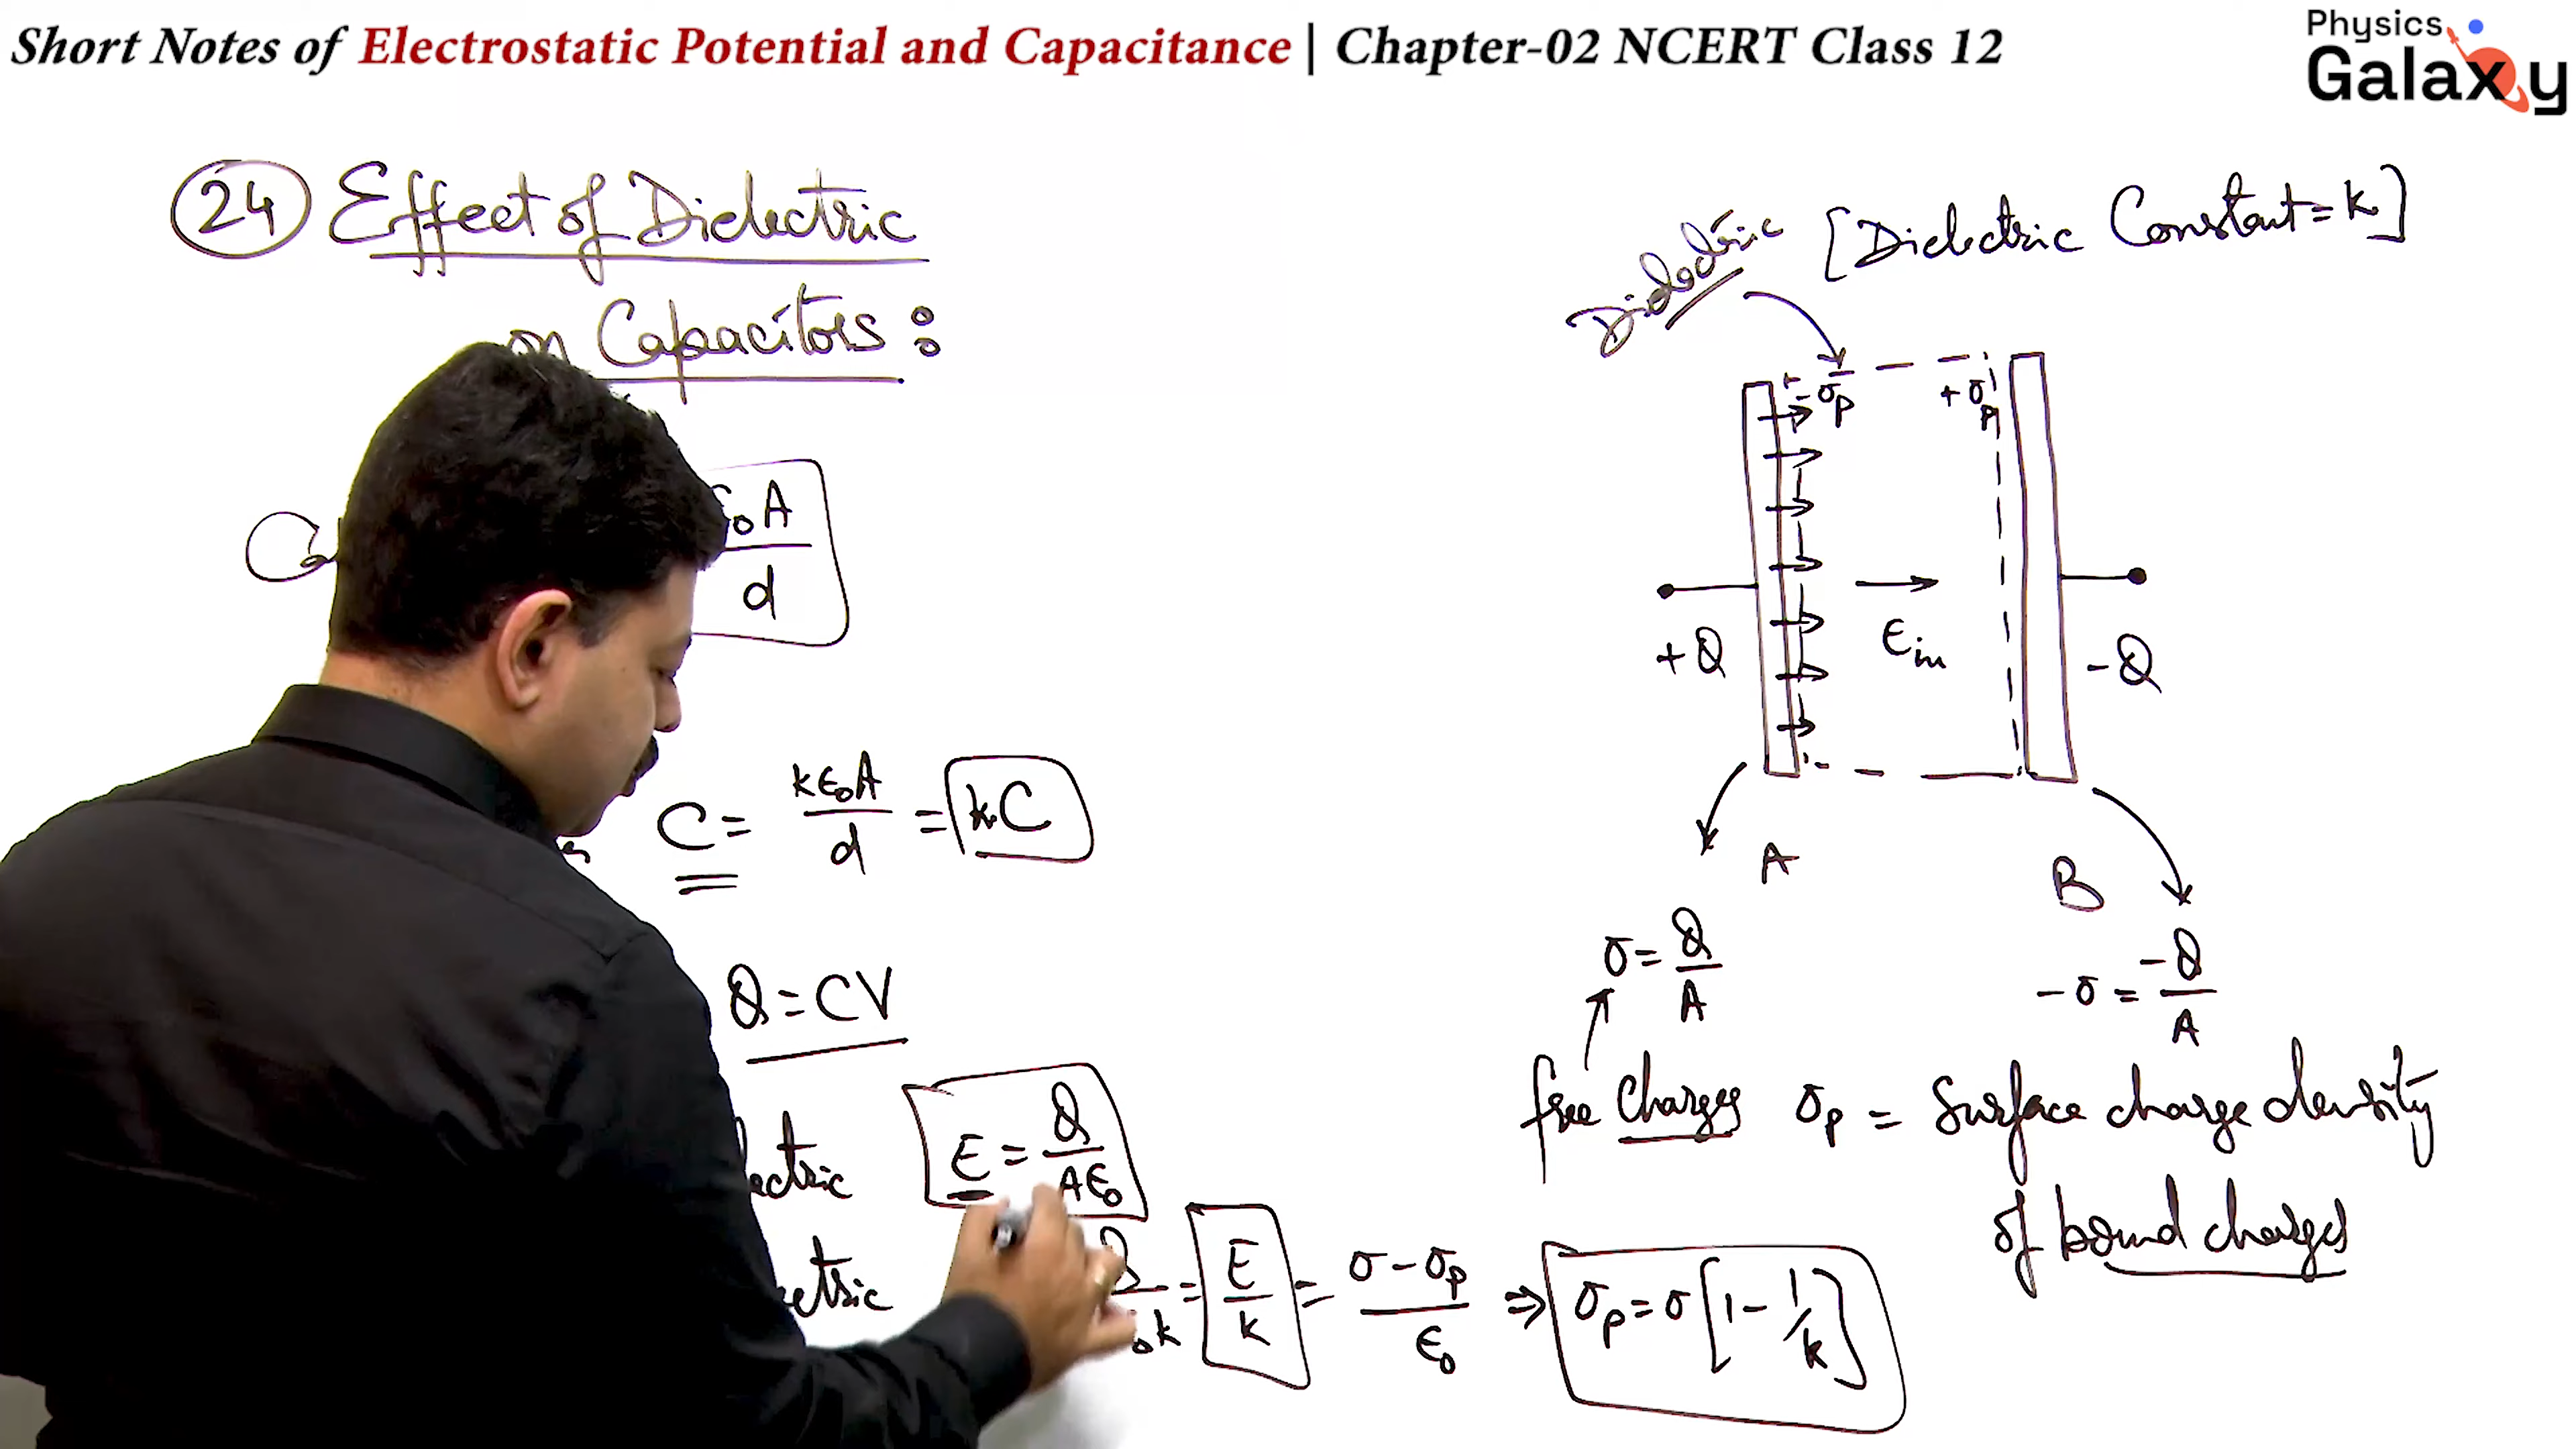 Short Notes of Electrostatic Potential and Capacitance | Chapter-02 NCERT Class 12
Physics
Galaxy
24 Effect of Dielectric
on Capacitors :
ε₀A
d
C = kε₀A/d = kC
Q = CV
E = Q/Aε₀
= E/k = σ - σp/ε₀ ⇒ σp = σ[1 - 1/k]
Dielectric [Dielectric Constant = k]
- σp
+ σp
Ein
+Q
-Q
A
B
σ = Q/A
-σ = -Q/A
free charges
σp = Surface charge density
of bound charges